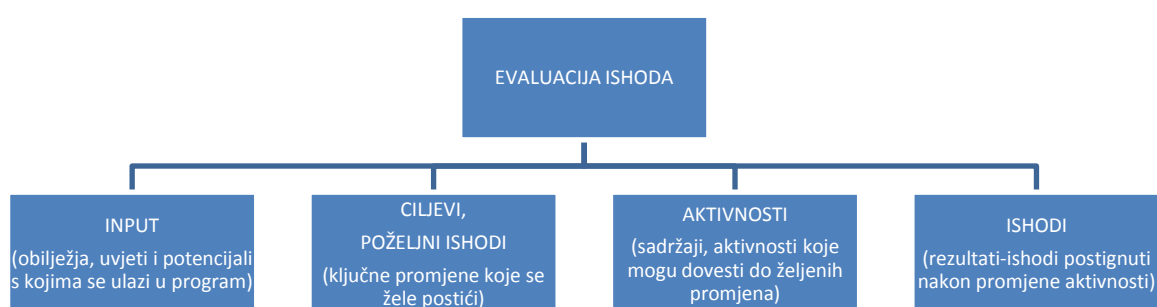 EVALUACIJA ISHODA
INPUT
(obilježja, uvjeti i potencijali
s kojima se ulazi u program)
CILJEVI,
POŽELJNI ISHODI
(ključne promjene koje se
žele postići)
AKTIVNOSTI
(sadržaji, aktivnosti koje
mogu dovesti do željenih
promjena)
ISHODI
(rezultati-ishodi postignuti
nakon promjene aktivnosti)